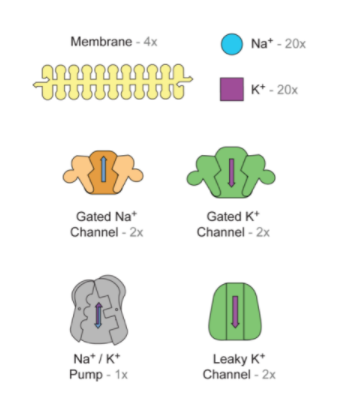 Membrane - 4x
Na⁺ - 20x
K⁺ - 20x
Gated Na⁺
Channel - 2x
Gated K⁺
Channel - 2x
Na⁺ / K⁺
Pump - 1x
Leaky K⁺
Channel - 2x